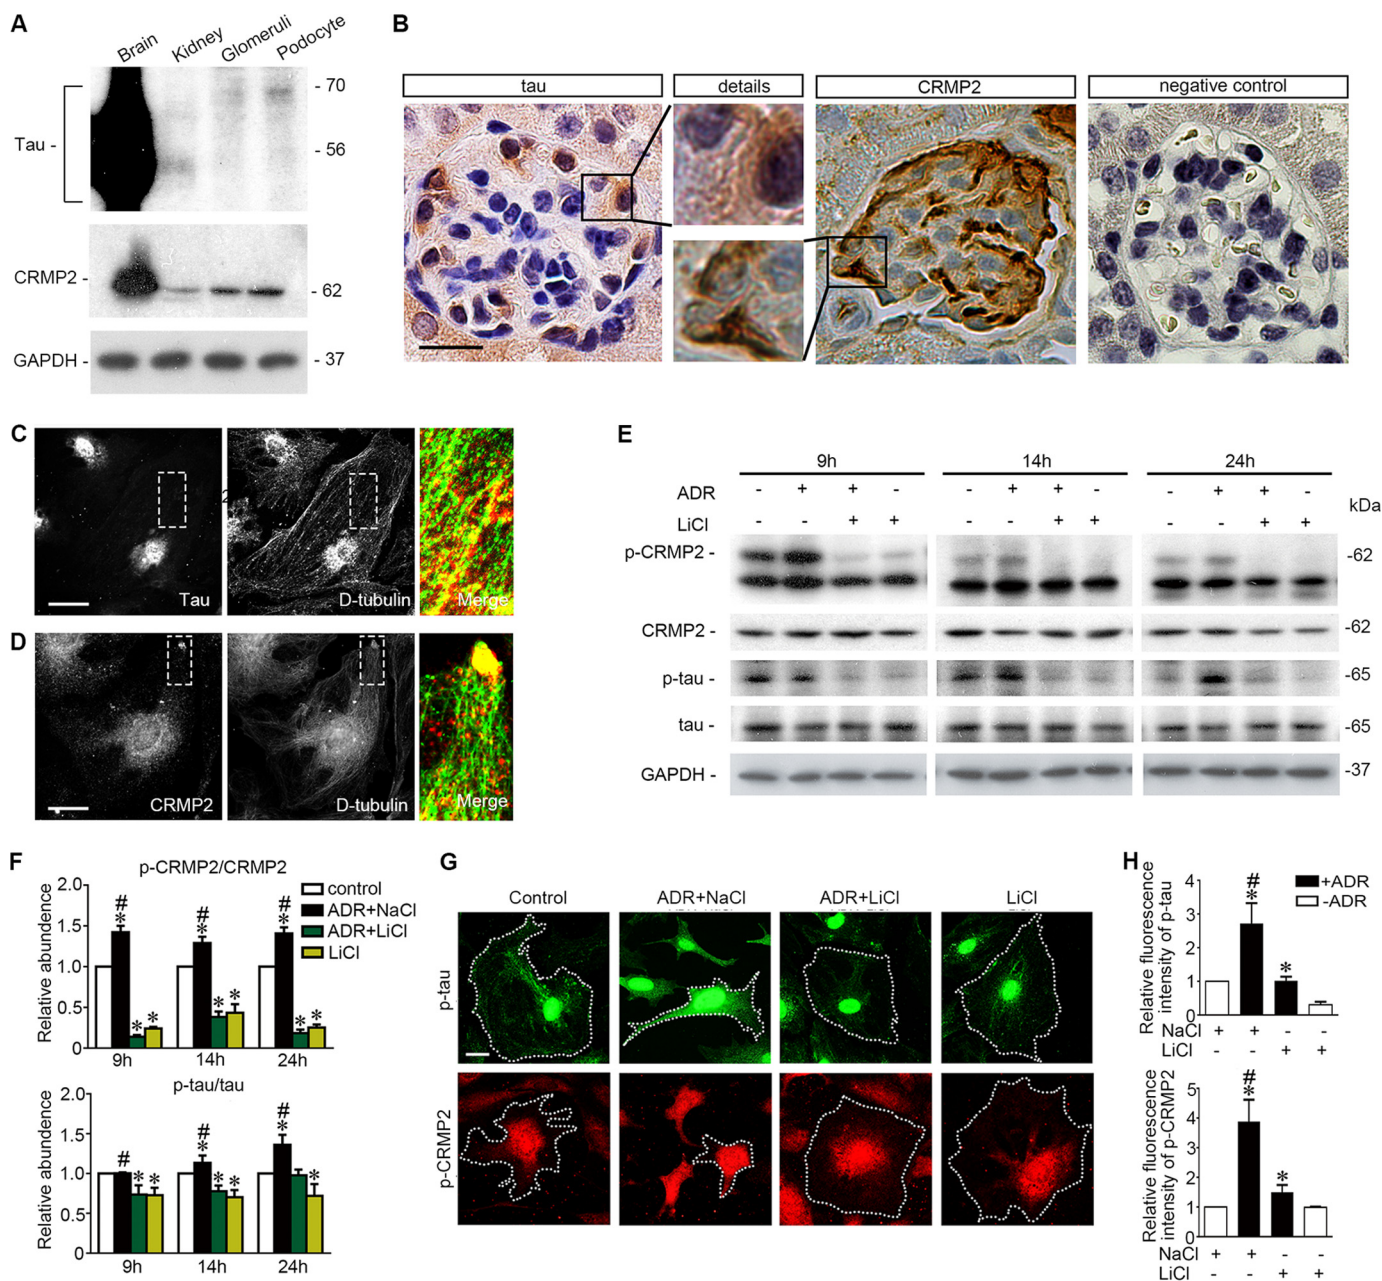 A
Brain Kidney Glomeruli Podocyte
Tau -
- 70
- 56
CRMP2 -
- 62
GAPDH -
- 37
B
tau details CRMP2 negative control
C
Tau D-tubulin Merge
D
CRMP2 D-tubulin Merge
E
9h 14h 24h
ADR - + + - - + + - - + + -
kDa
LiCl - - + + - - + + - - + +
p-CRMP2 - -62
CRMP2 - -62
p-tau - -65
tau - -65
GAPDH - -37
F
p-CRMP2/CRMP2
Relative abundence
2.0
1.0
0.5
0
# * * *
# * * *
# * * *
9h 14h 24h
control
ADR+NaCl
ADR+LiCl
LiCl
p-tau/tau
Relative abundence
2.0
1.5
1.0
0.5
0
# * *
# * * *
# * *
9h 14h 24h
G
Control ADR+NaCl ADR+LiCl LiCl
p-tau
p-CRMP2
H
Relative fluorescence
intensity of p-tau
4
3
2
1
0
# * *
+ADR
-ADR
NaCl + + - -
LiCl - - + +
Relative fluorescence
intensity of p-CRMP2
5
4
3
2
1
0
# * *
NaCl + + - -
LiCl - - + +